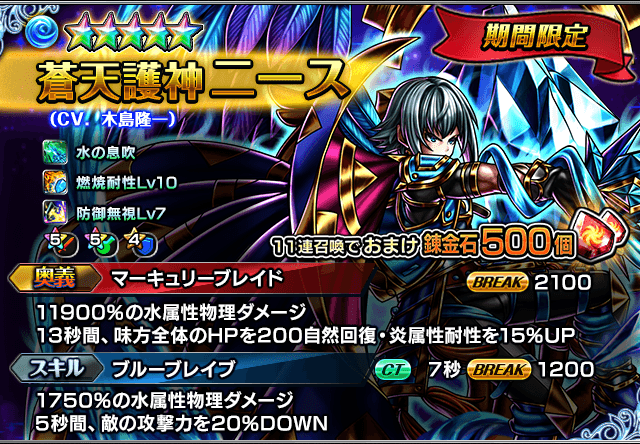 期間限定
蒼天護神 ニース
(CV. 木島隆一)
水の息吹
燃焼耐性Lv10
防御無視Lv7
5 5 4
11連召喚で おまけ 錬金石500個
奥義 マーキュリーブレイド BREAK 2100
11900%の水属性物理ダメージ
13秒間、味方全体のHPを200自然回復・炎属性耐性を15%UP
スキル ブルーブレイブ CT 7秒 BREAK 1200
1750%の水属性物理ダメージ
5秒間、敵の攻撃力を20%DOWN